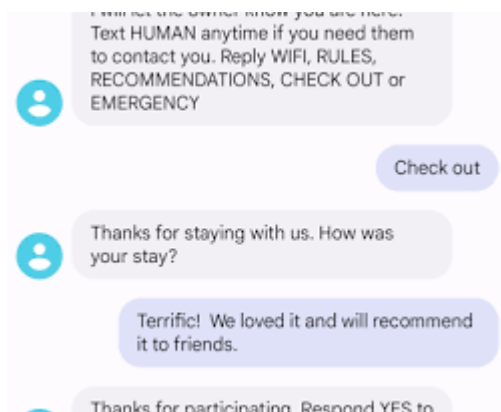 I will let the owner know you are here.
Text HUMAN anytime if you need them
to contact you. Reply WIFI, RULES,
RECOMMENDATIONS, CHECK OUT or
EMERGENCY
Check out
Thanks for staying with us. How was
your stay?
Terrific!  We loved it and will recommend
it to friends.
Thanks for participating. Respond YES to